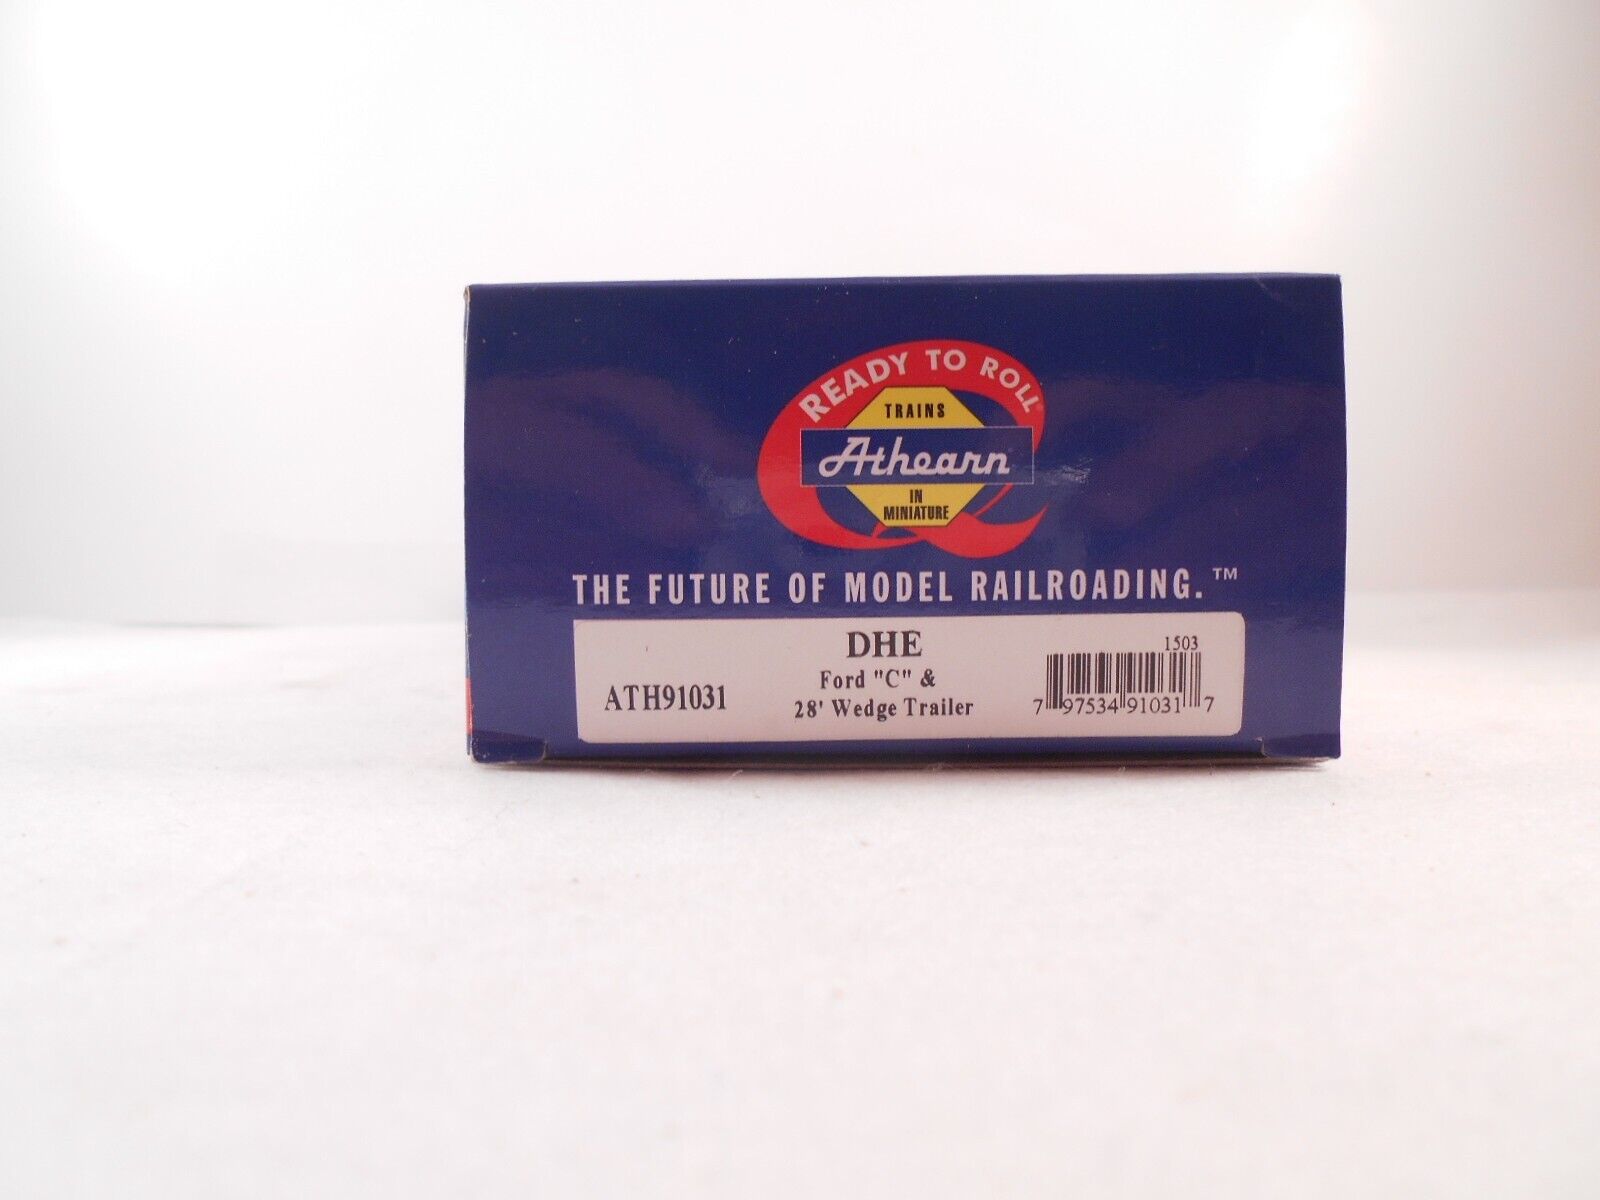 READY TO ROLL
TRAINS
Athearn®
IN
MINIATURE
THE FUTURE OF MODEL RAILROADING.™
DHE
1503
Ford "C" &
ATH91031
28' Wedge Trailer
7 97534 91031 7